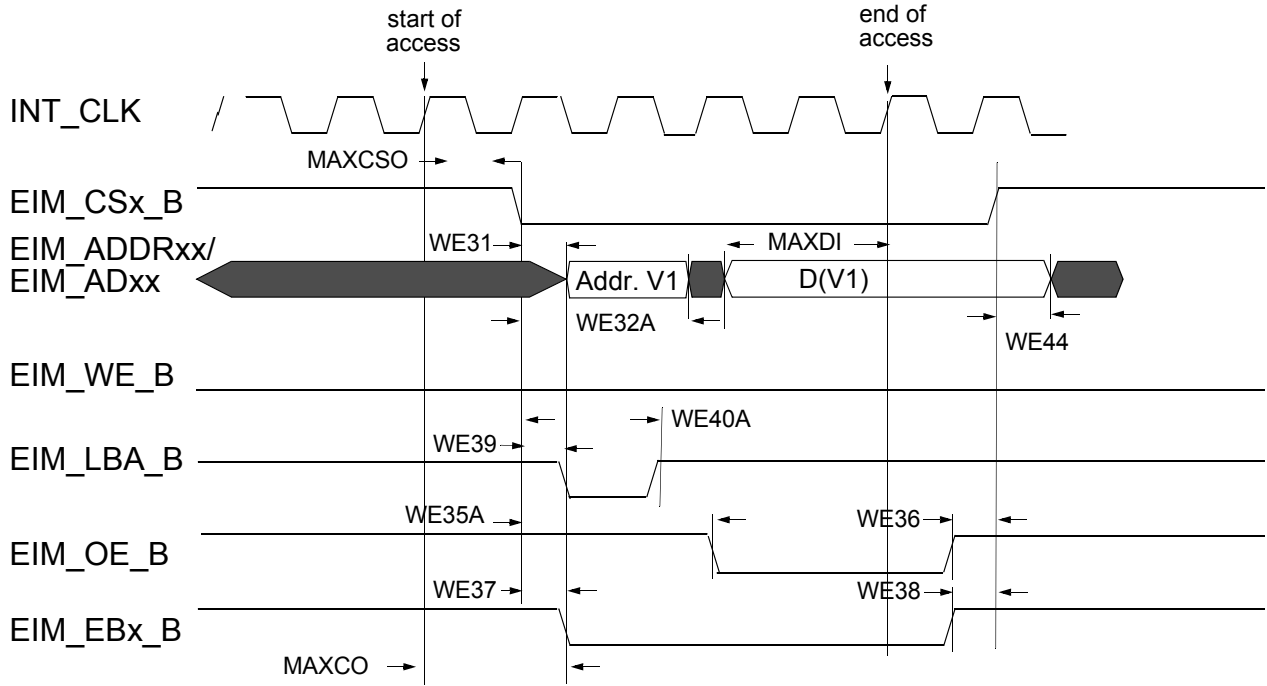 start of
access
end of
access
INT_CLK
MAXCSO
EIM_CSx_B
EIM_ADDRxx/
EIM_ADxx
WE31
MAXDI
Addr. V1
D(V1)
WE32A
WE44
EIM_WE_B
WE40A
WE39
EIM_LBA_B
WE35A
WE36
EIM_OE_B
WE37
WE38
EIM_EBx_B
MAXCO